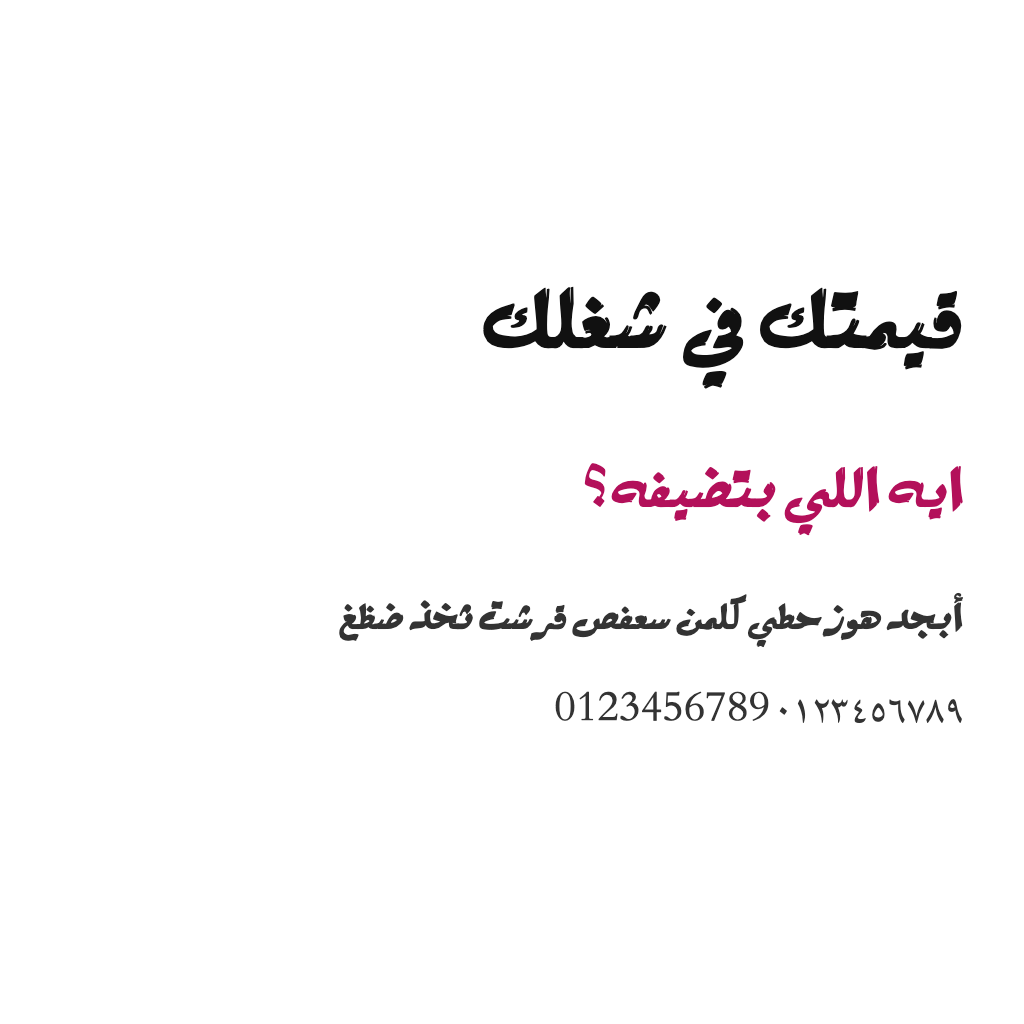 قيمتك في شغلك
ايه اللي بتضيفه؟
أبجد هوز حطي كلمن سعفص قرشت ثخذ ضظغ
٠١٢٣٤٥٦٧٨٩ 0123456789